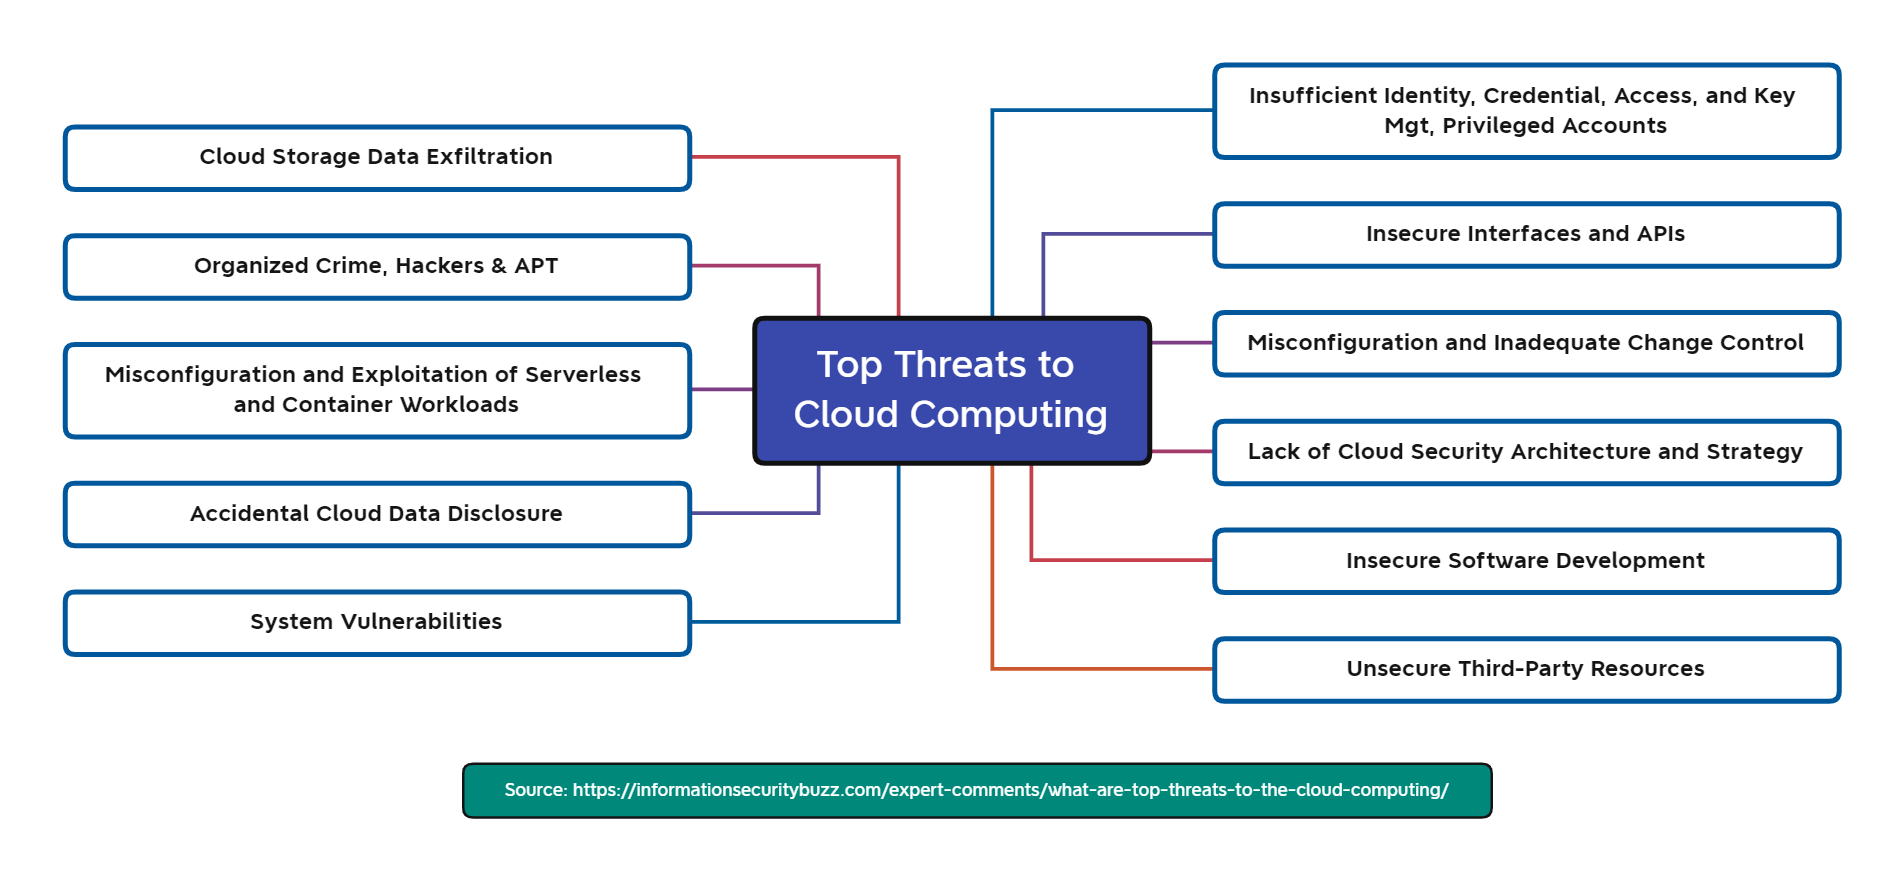 Cloud Storage Data Exfiltration
Organized Crime, Hackers & APT
Misconfiguration and Exploitation of Serverless
and Container Workloads
Accidental Cloud Data Disclosure
System Vulnerabilities
Top Threats to
Cloud Computing
Insufficient Identity, Credential, Access, and Key
Mgt, Privileged Accounts
Insecure Interfaces and APIs
Misconfiguration and Inadequate Change Control
Lack of Cloud Security Architecture and Strategy
Insecure Software Development
Unsecure Third-Party Resources
Source: https://informationsecuritybuzz.com/expert-comments/what-are-top-threats-to-the-cloud-computing/